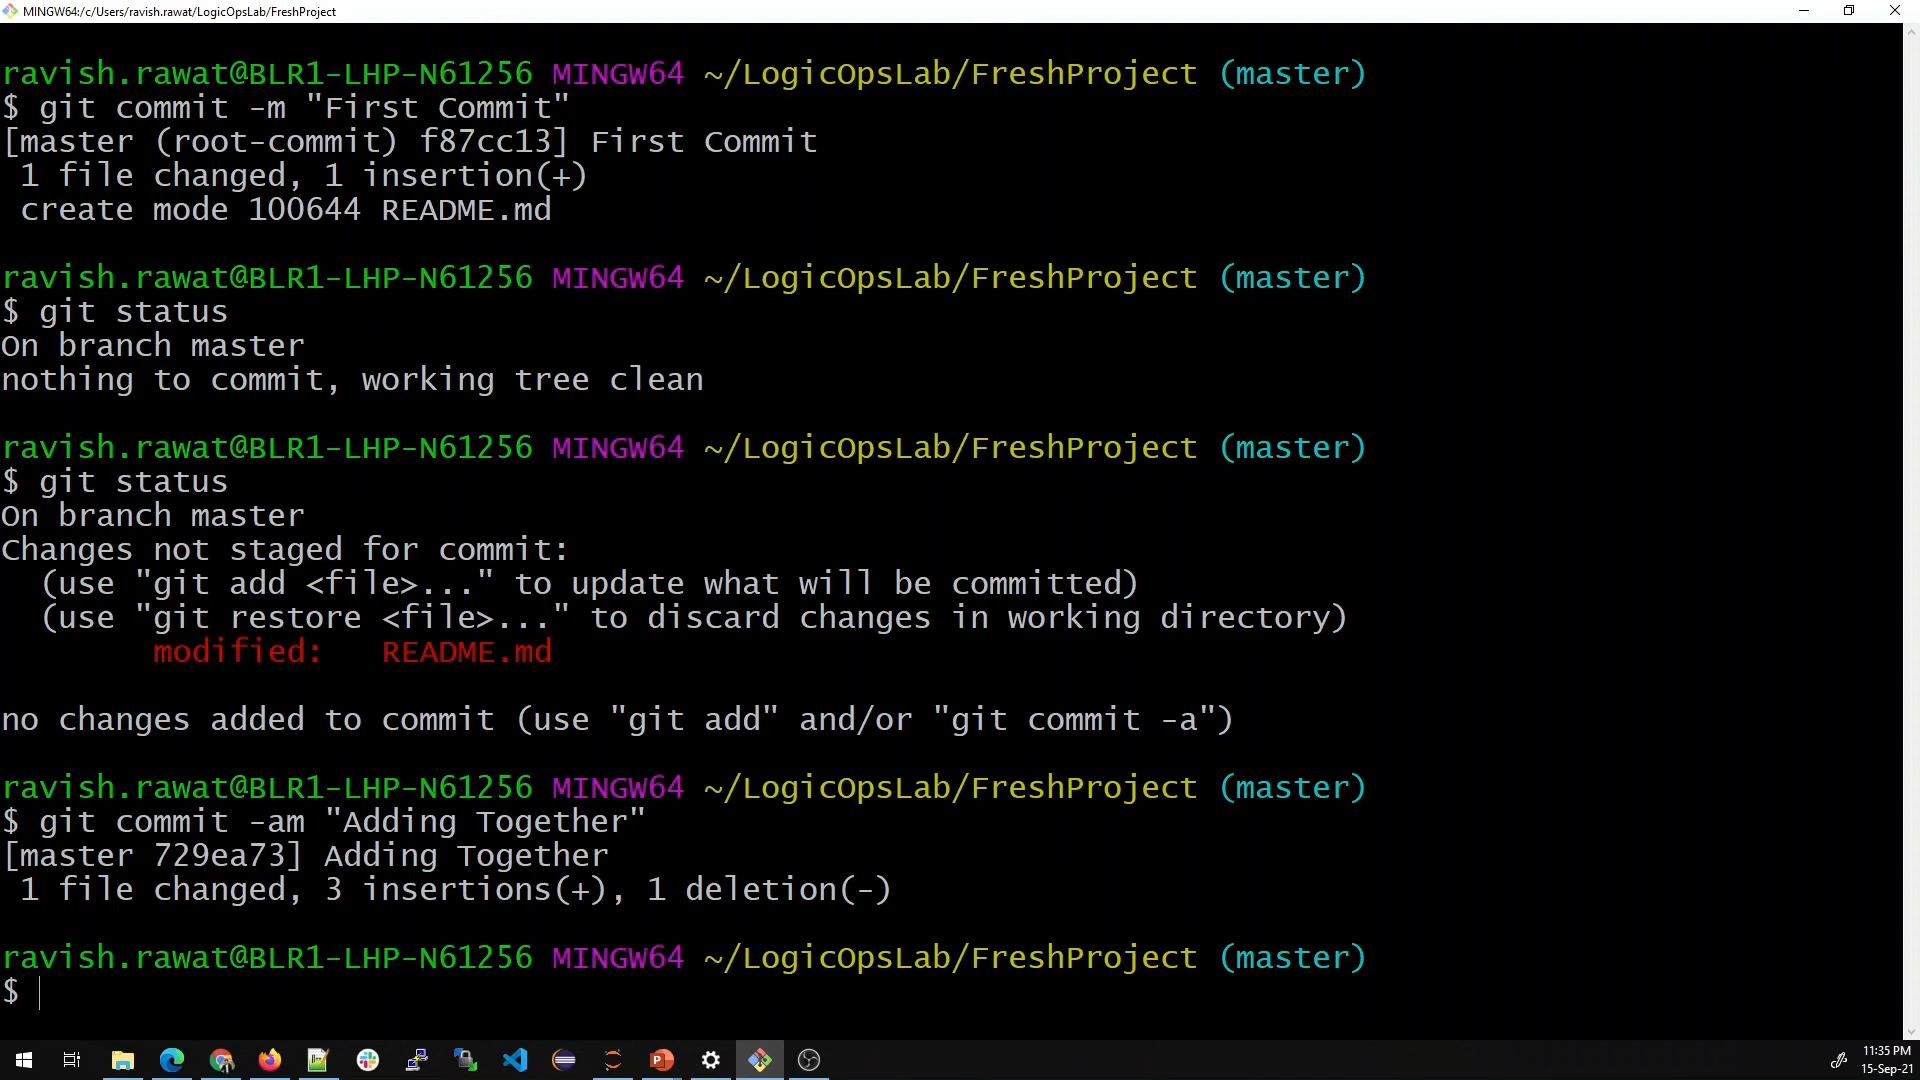 MINGW64:/c/Users/ravish.rawat/LogicOpsLab/FreshProject
ravish.rawat@BLR1-LHP-N61256 MINGW64 ~/LogicOpsLab/FreshProject (master)
$ git commit -m "First Commit"
[master (root-commit) f87cc13] First Commit
 1 file changed, 1 insertion(+)
 create mode 100644 README.md
ravish.rawat@BLR1-LHP-N61256 MINGW64 ~/LogicOpsLab/FreshProject (master)
$ git status
On branch master
nothing to commit, working tree clean
ravish.rawat@BLR1-LHP-N61256 MINGW64 ~/LogicOpsLab/FreshProject (master)
$ git status
On branch master
Changes not staged for commit:
  (use "git add <file>..." to update what will be committed)
  (use "git restore <file>..." to discard changes in working directory)
        modified:   README.md
no changes added to commit (use "git add" and/or "git commit -a")
ravish.rawat@BLR1-LHP-N61256 MINGW64 ~/LogicOpsLab/FreshProject (master)
$ git commit -am "Adding Together"
[master 729ea73] Adding Together
 1 file changed, 3 insertions(+), 1 deletion(-)
ravish.rawat@BLR1-LHP-N61256 MINGW64 ~/LogicOpsLab/FreshProject (master)
$
11:35 PM
15-Sep-21